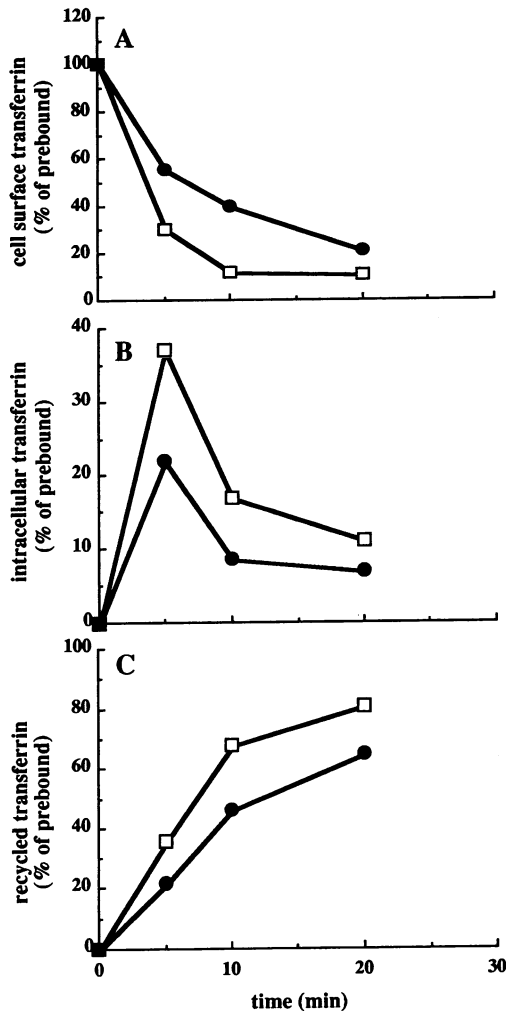 A
120
100
80
60
40
20
0
cell surface transferrin
(% of prebound)
B
40
30
20
10
0
intracellular transferrin
(% of prebound)
C
100
80
60
40
20
0
recycled transferrin
(% of prebound)
0 10 20 30
time (min)